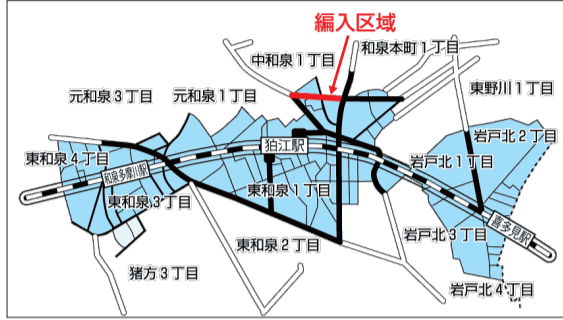 編入区域
中和泉1丁目
和泉本町1丁目
元和泉3丁目
元和泉1丁目
東野川1丁目
岩戸北2丁目
狛江駅
東和泉4丁目
和泉多摩川駅
岩戸北1丁目
東和泉3丁目
東和泉1丁目
喜多見駅
東和泉2丁目
岩戸北3丁目
猪方3丁目
岩戸北4丁目